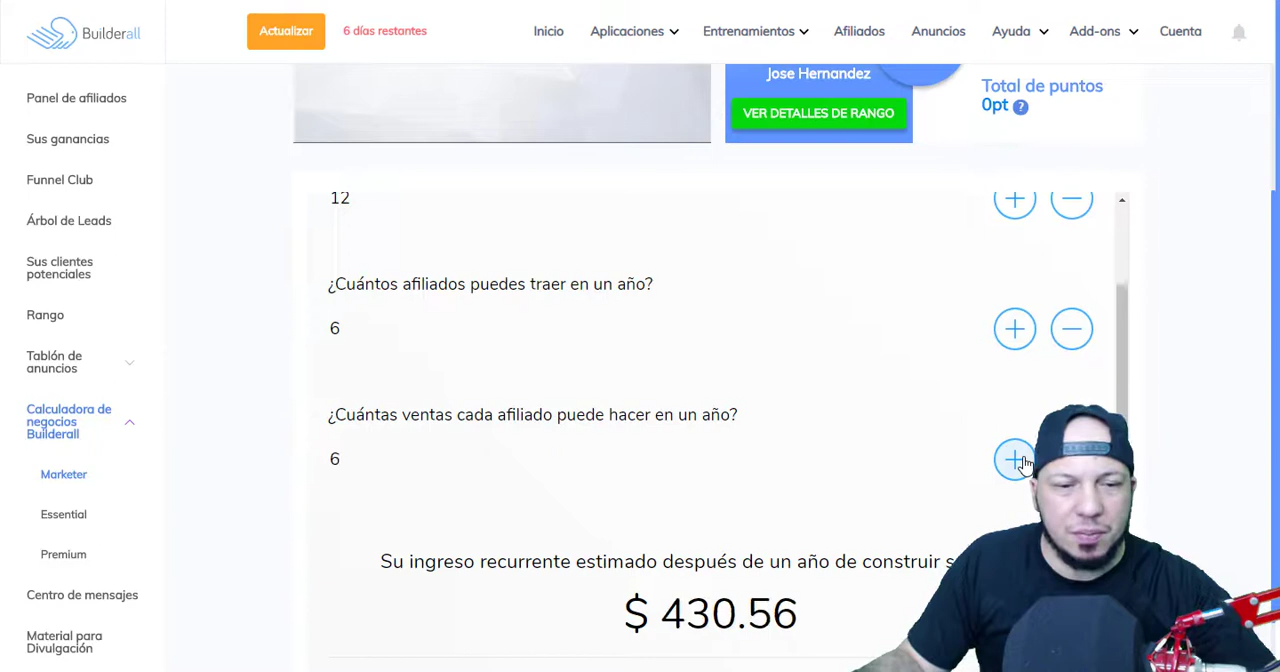 Builderall
Actualizar
6 días restantes
Inicio
Aplicaciones
Entrenamientos
Afiliados
Anuncios
Ayuda
Add-ons
Cuenta
Panel de afiliados
Sus ganancias
Funnel Club
Árbol de Leads
Sus clientes
potenciales
Rango
Tablón de
anuncios
Calculadora de
negocios
Builderall
Marketer
Essential
Premium
Centro de mensajes
Material para
Divulgación
Jose Hernandez
VER DETALLES DE RANGO
Total de puntos
0pt ?
12
¿Cuántos afiliados puedes traer en un año?
6
¿Cuántas ventas cada afiliado puede hacer en un año?
6
Su ingreso recurrente estimado después de un año de construir
$ 430.56